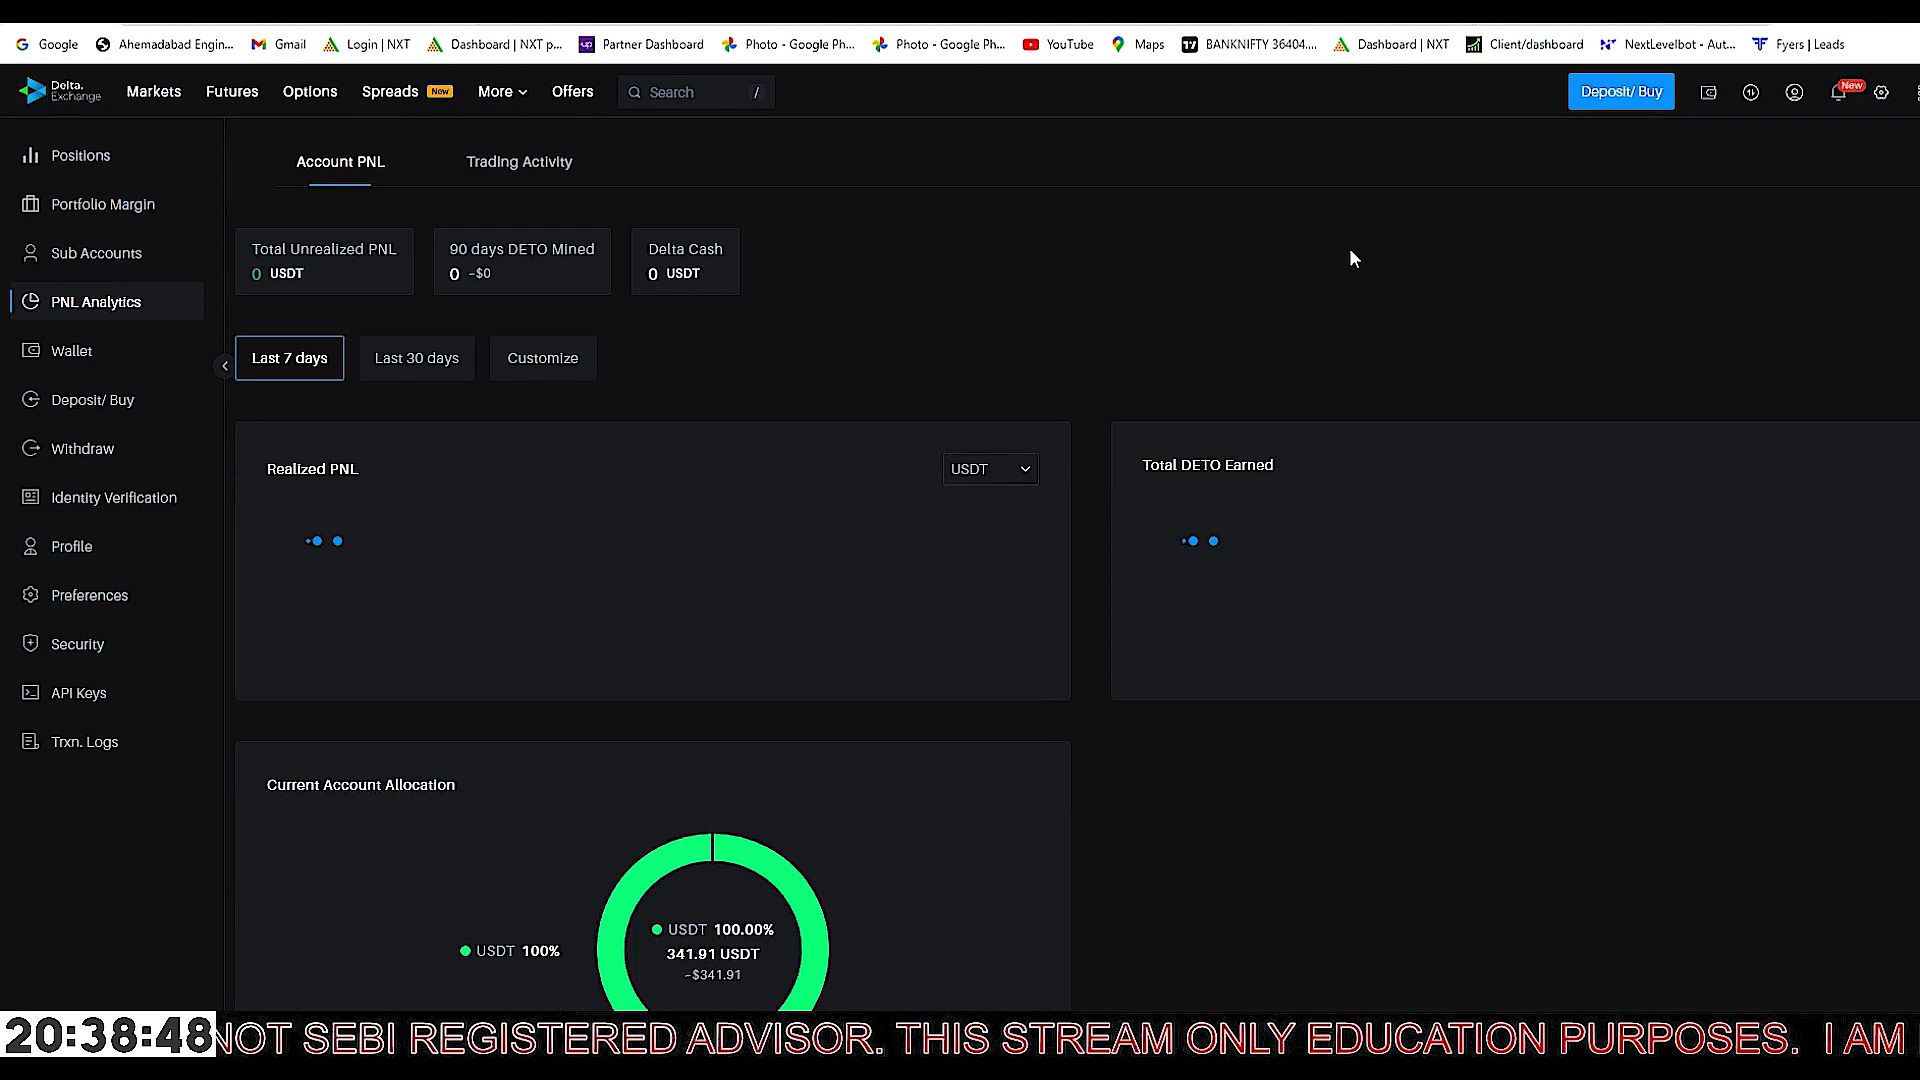 Google Ahemadabad Engin... Gmail Login | NXT Dashboard | NXT p... Partner Dashboard Photo - Google Ph... Photo - Google Ph... YouTube Maps BANKNIFTY 36404.... Dashboard | NXT Client/dashboard NextLevelbot - Aut... Fyers | Leads
Delta. Exchange Markets Futures Options Spreads New More Offers Search / Deposit/ Buy New
Positions
Portfolio Margin
Sub Accounts
PNL Analytics
Wallet
Deposit/ Buy
Withdraw
Identity Verification
Profile
Preferences
Security
API Keys
Trxn. Logs
Account PNL Trading Activity
Total Unrealized PNL 90 days DETO Mined Delta Cash
0 USDT 0 ~$0 0 USDT
Last 7 days Last 30 days Customize
Realized PNL USDT
Total DETO Earned
Current Account Allocation
USDT 100%
USDT 100.00%
341.91 USDT
~$341.91
20:38:48 NOT SEBI REGISTERED ADVISOR. THIS STREAM ONLY EDUCATION PURPOSES. I AM